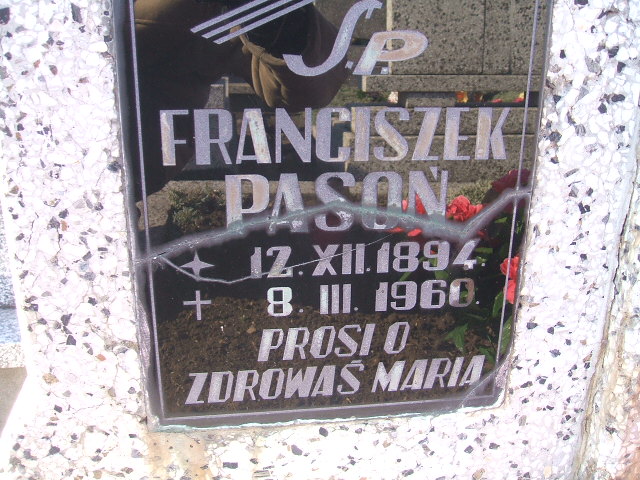 Ś.P.
FRANCISZEK
PASOŃ
12. XII. 1894.
8. III. 1960.
PROSI O
ZDROWAŚ MARIA